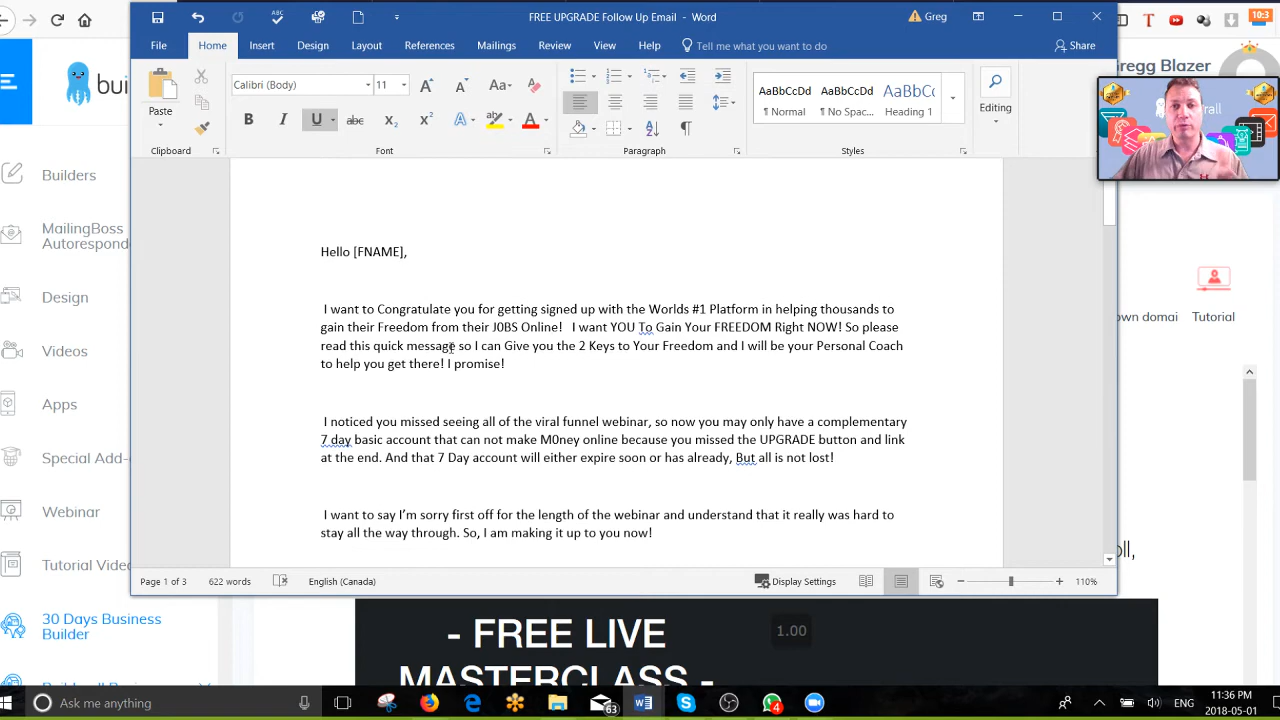 FREE UPGRADE Follow Up Email - Word
Greg
10:3
File Home Insert Design Layout References Mailings Review View Help Tell me what you want to do Share
Gregg Blazer
Calibri (Body) 11
Paste
AaBbCcDd AaBbCcDd AaBbCc
¶ Normal ¶ No Spac... Heading 1
Editing
Clipboard Font Paragraph Styles
Builders
MailingBoss
Autoresponde
Design
Videos
Apps
Special Add-
Webinar
Tutorial Vide
30 Days Business
Builder
Hello [FNAME],
I want to Congratulate you for getting signed up with the Worlds #1 Platform in helping thousands to
gain their Freedom from their J0BS Online! I want YOU To Gain Your FREEDOM Right NOW! So please
read this quick message so I can Give you the 2 Keys to Your Freedom and I will be your Personal Coach
to help you get there! I promise!
I noticed you missed seeing all of the viral funnel webinar, so now you may only have a complementary
7 day basic account that can not make M0ney online because you missed the UPGRADE button and link
at the end. And that 7 Day account will either expire soon or has already, But all is not lost!
I want to say I’m sorry first off for the length of the webinar and understand that it really was hard to
stay all the way through. So, I am making it up to you now!
own domai
Tutorial
Page 1 of 3 622 words English (Canada) Display Settings 110%
- FREE LIVE
MASTERCLASS -
1.00
Ask me anything
63
4
ENG
11:36 PM
2018-05-01